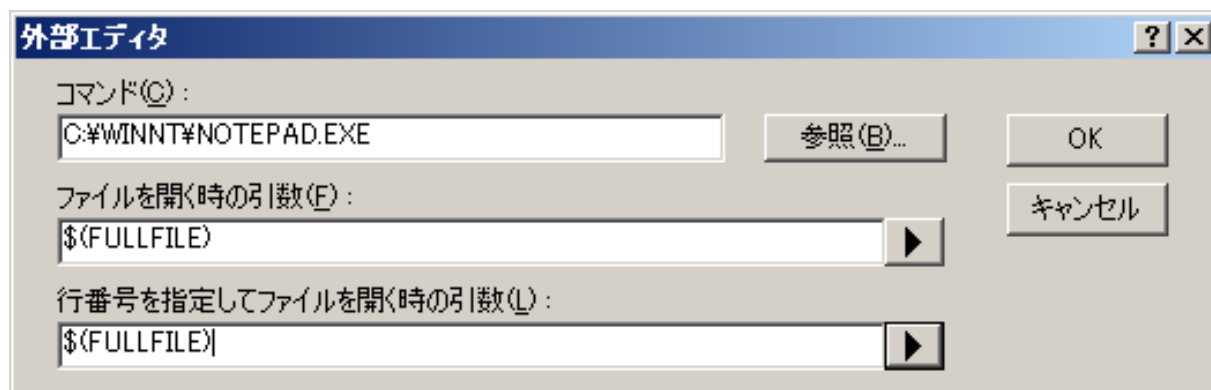 外部エディタ
コマンド(C):
C:¥WINNT¥NOTEPAD.EXE
参照(B)...
OK
ファイルを開く時の引数(F):
$(FULLFILE)
キャンセル
行番号を指定してファイルを開く時の引数(L):
$(FULLFILE)